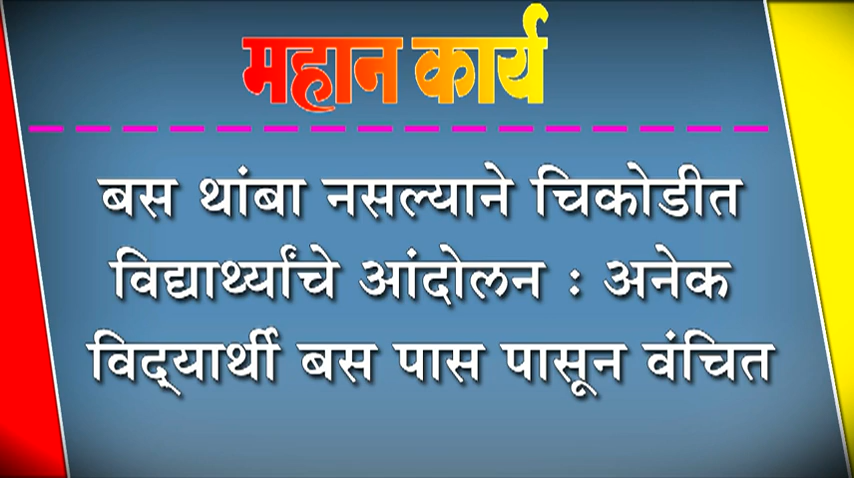 महान कार्य
बस थांबा नसल्याने चिकोडीत
विद्यार्थ्यांचे आंदोलन : अनेक
विद्‌यार्थी बस पास पासून वंचित